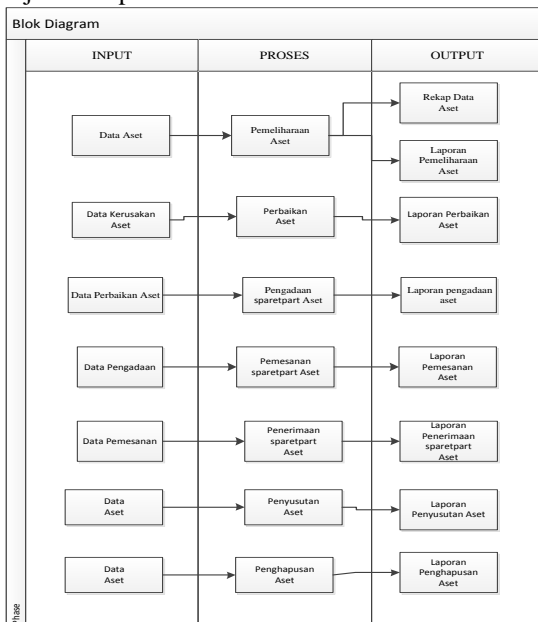 Blok Diagram
INPUT
PROSES
OUTPUT
Data Aset
Pemeliharaan
Aset
Rekap Data
Aset
Laporan
Pemeliharaan
Aset
Data Kerusakan
Aset
Perbaikan
Aset
Laporan Perbaikan
Aset
Data Perbaikan Aset
Pengadaan
sparetpart Aset
Laporan pengadaan
aset
Data Pengadaan
Pemesanan
sparetpart Aset
Laporan
Pemesanan
Aset
Data Pemesanan
Penerimaan
sparetpart
Aset
Laporan
Penerimaan
sparetpart
Aset
Data
Aset
Penyusutan
Aset
Laporan
Penyusutan Aset
Data
Aset
Penghapusan
Aset
Laporan
Penghapusan
Aset
Phase